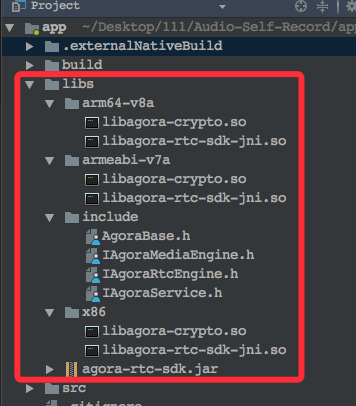 Project
app ~/Desktop/111/Audio-Self-Record/app
.externalNativeBuild
build
libs
arm64-v8a
libagora-crypto.so
libagora-rtc-sdk-jni.so
armeabi-v7a
libagora-crypto.so
libagora-rtc-sdk-jni.so
include
AgoraBase.h
IAgoraMediaEngine.h
IAgoraRtcEngine.h
IAgoraService.h
x86
libagora-crypto.so
libagora-rtc-sdk-jni.so
agora-rtc-sdk.jar
src
.gitignore